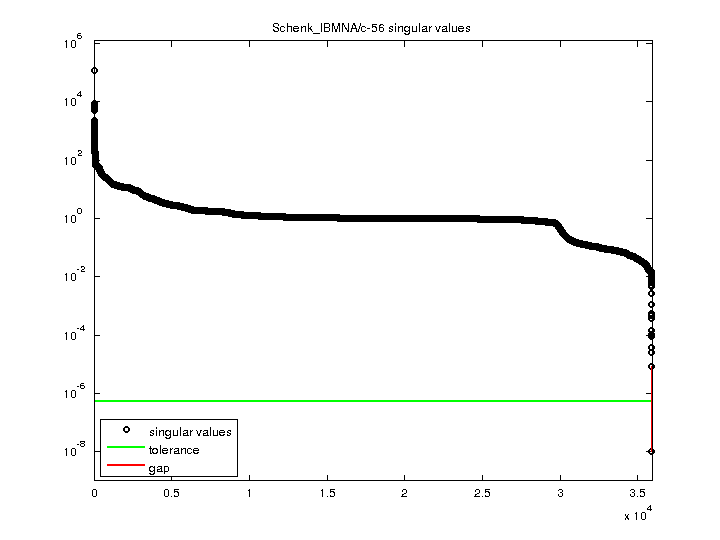 Schenk_IBMNA/c-56 singular values
10^6
10^4
10^2
10^0
10^-2
10^-4
10^-6
10^-8
singular values
tolerance
gap
0 0.5 1 1.5 2 2.5 3 3.5
x 10^4